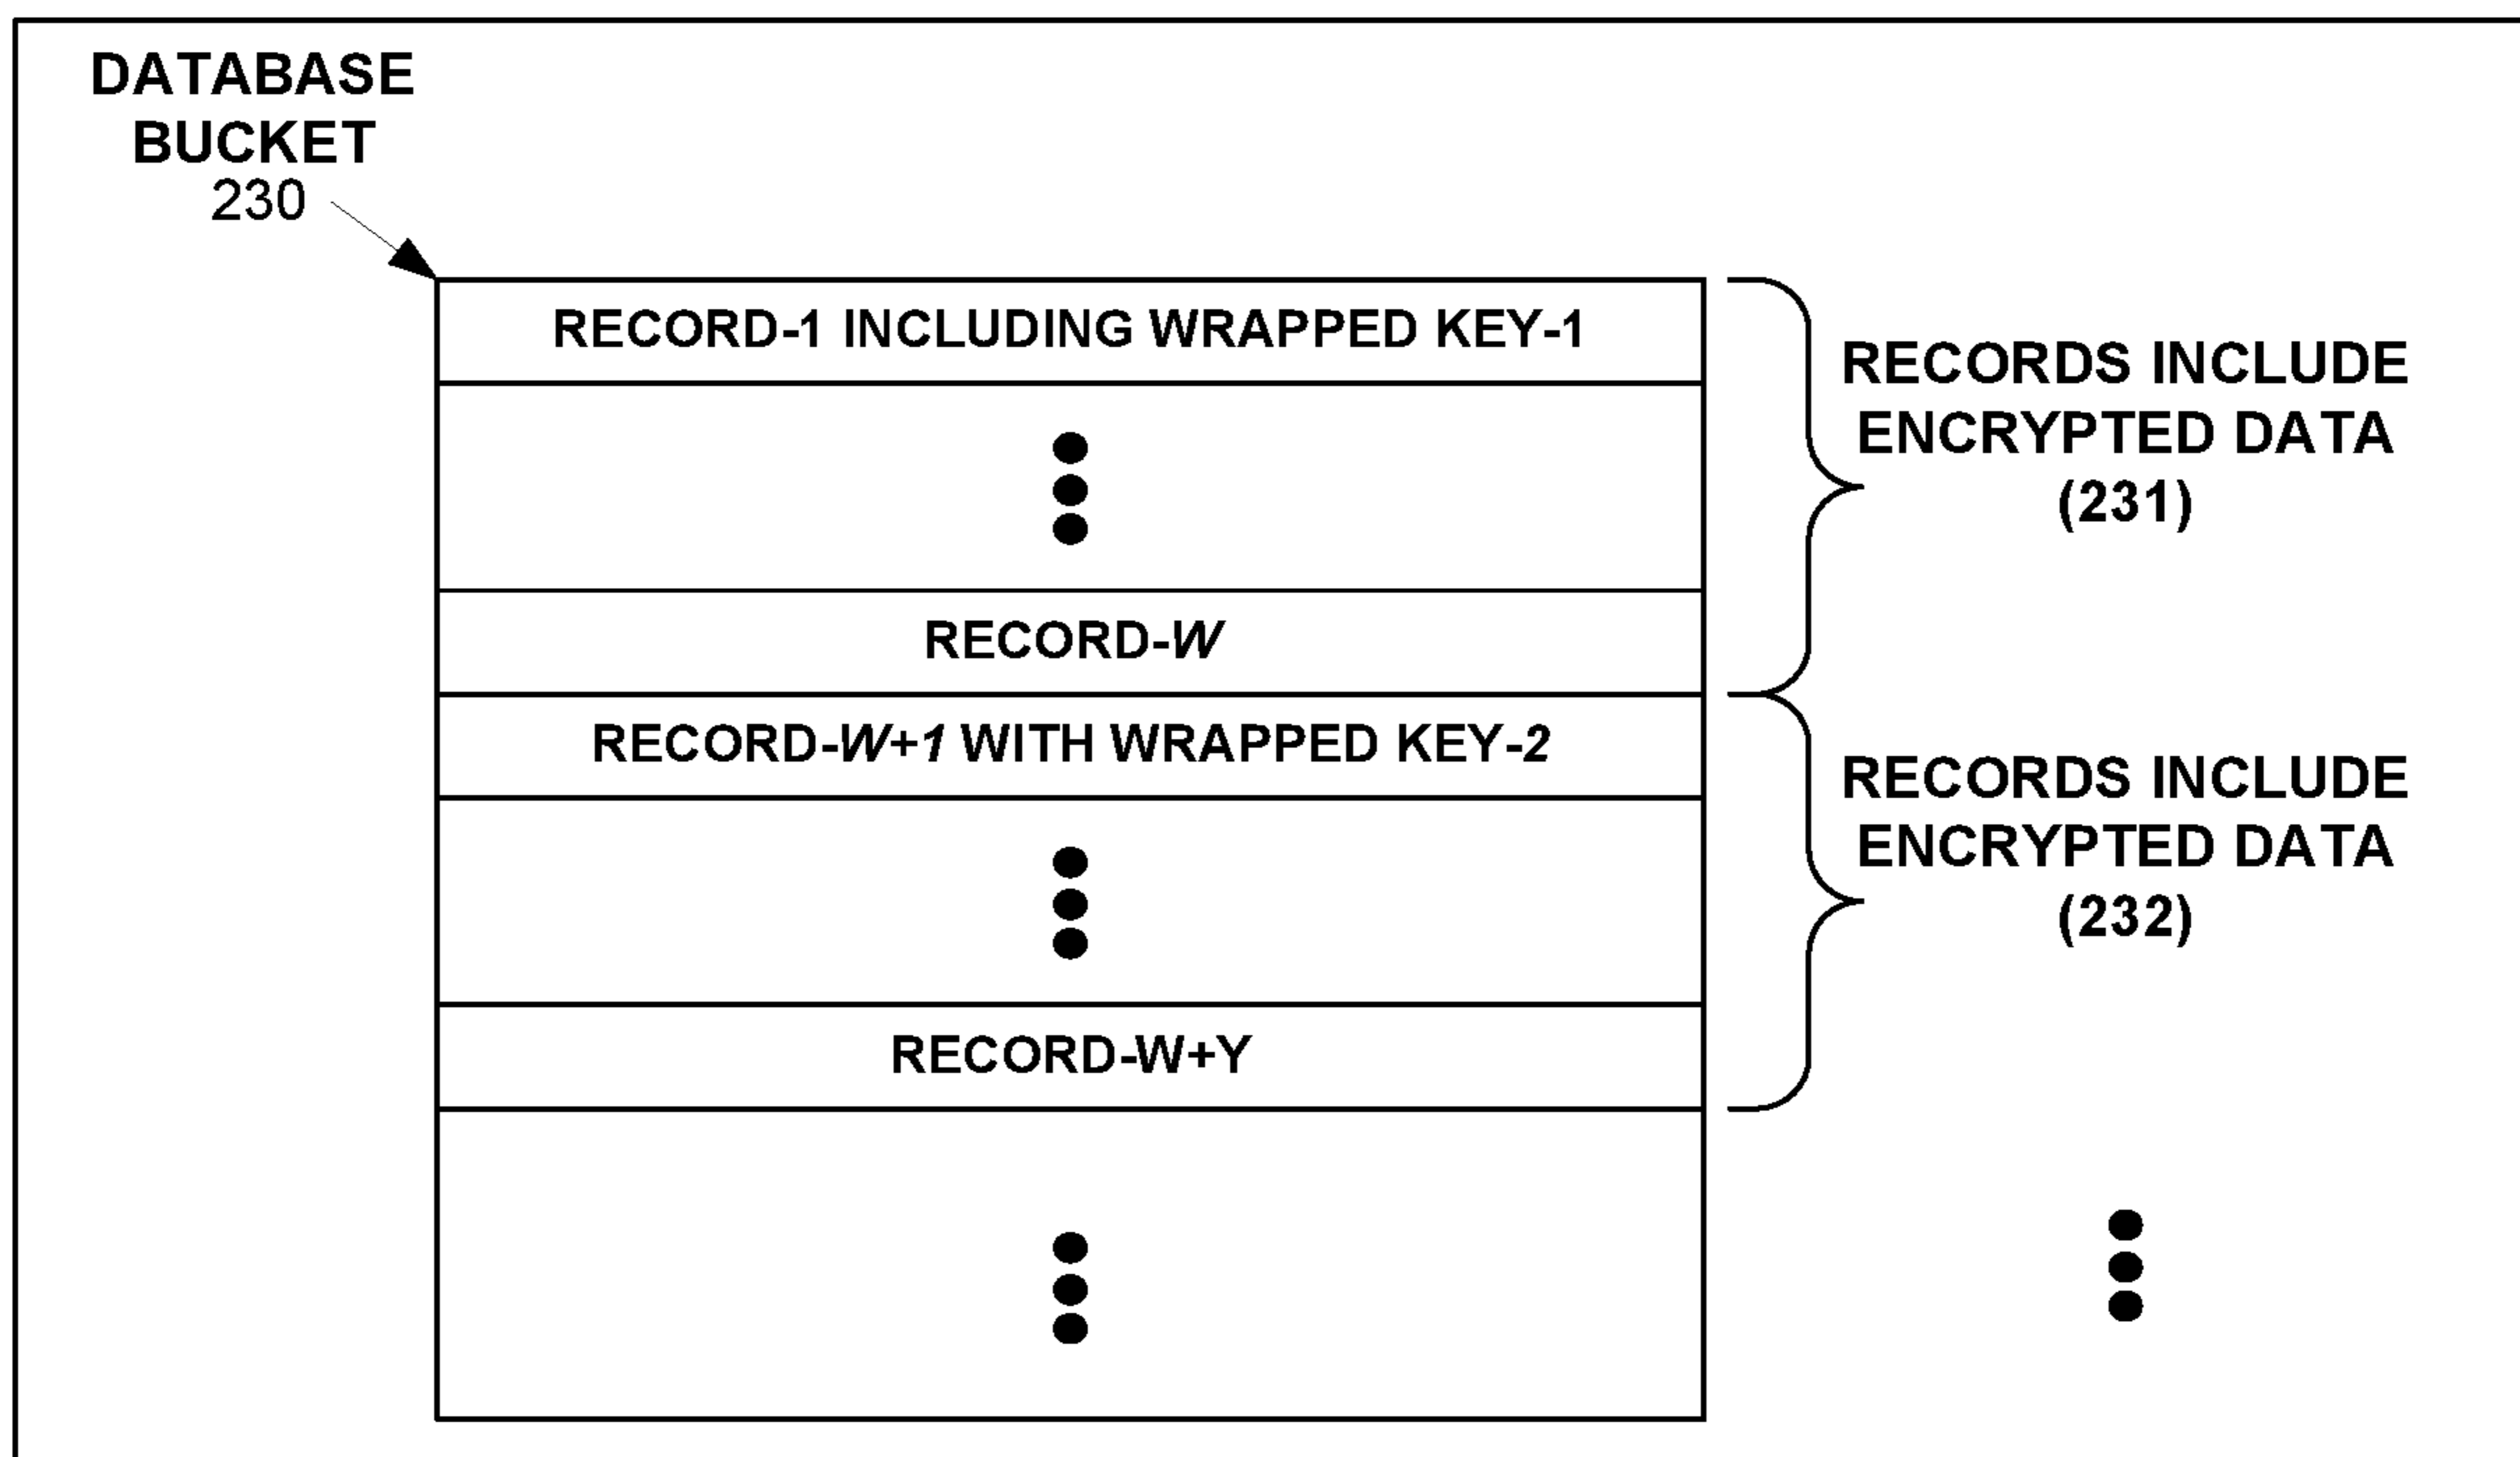 DATABASE
BUCKET
230
RECORD-1 INCLUDING WRAPPED KEY-1
RECORDS INCLUDE
ENCRYPTED DATA
(231)
RECORD-W
RECORD-W+1 WITH WRAPPED KEY-2
RECORDS INCLUDE
ENCRYPTED DATA
(232)
RECORD-W+Y